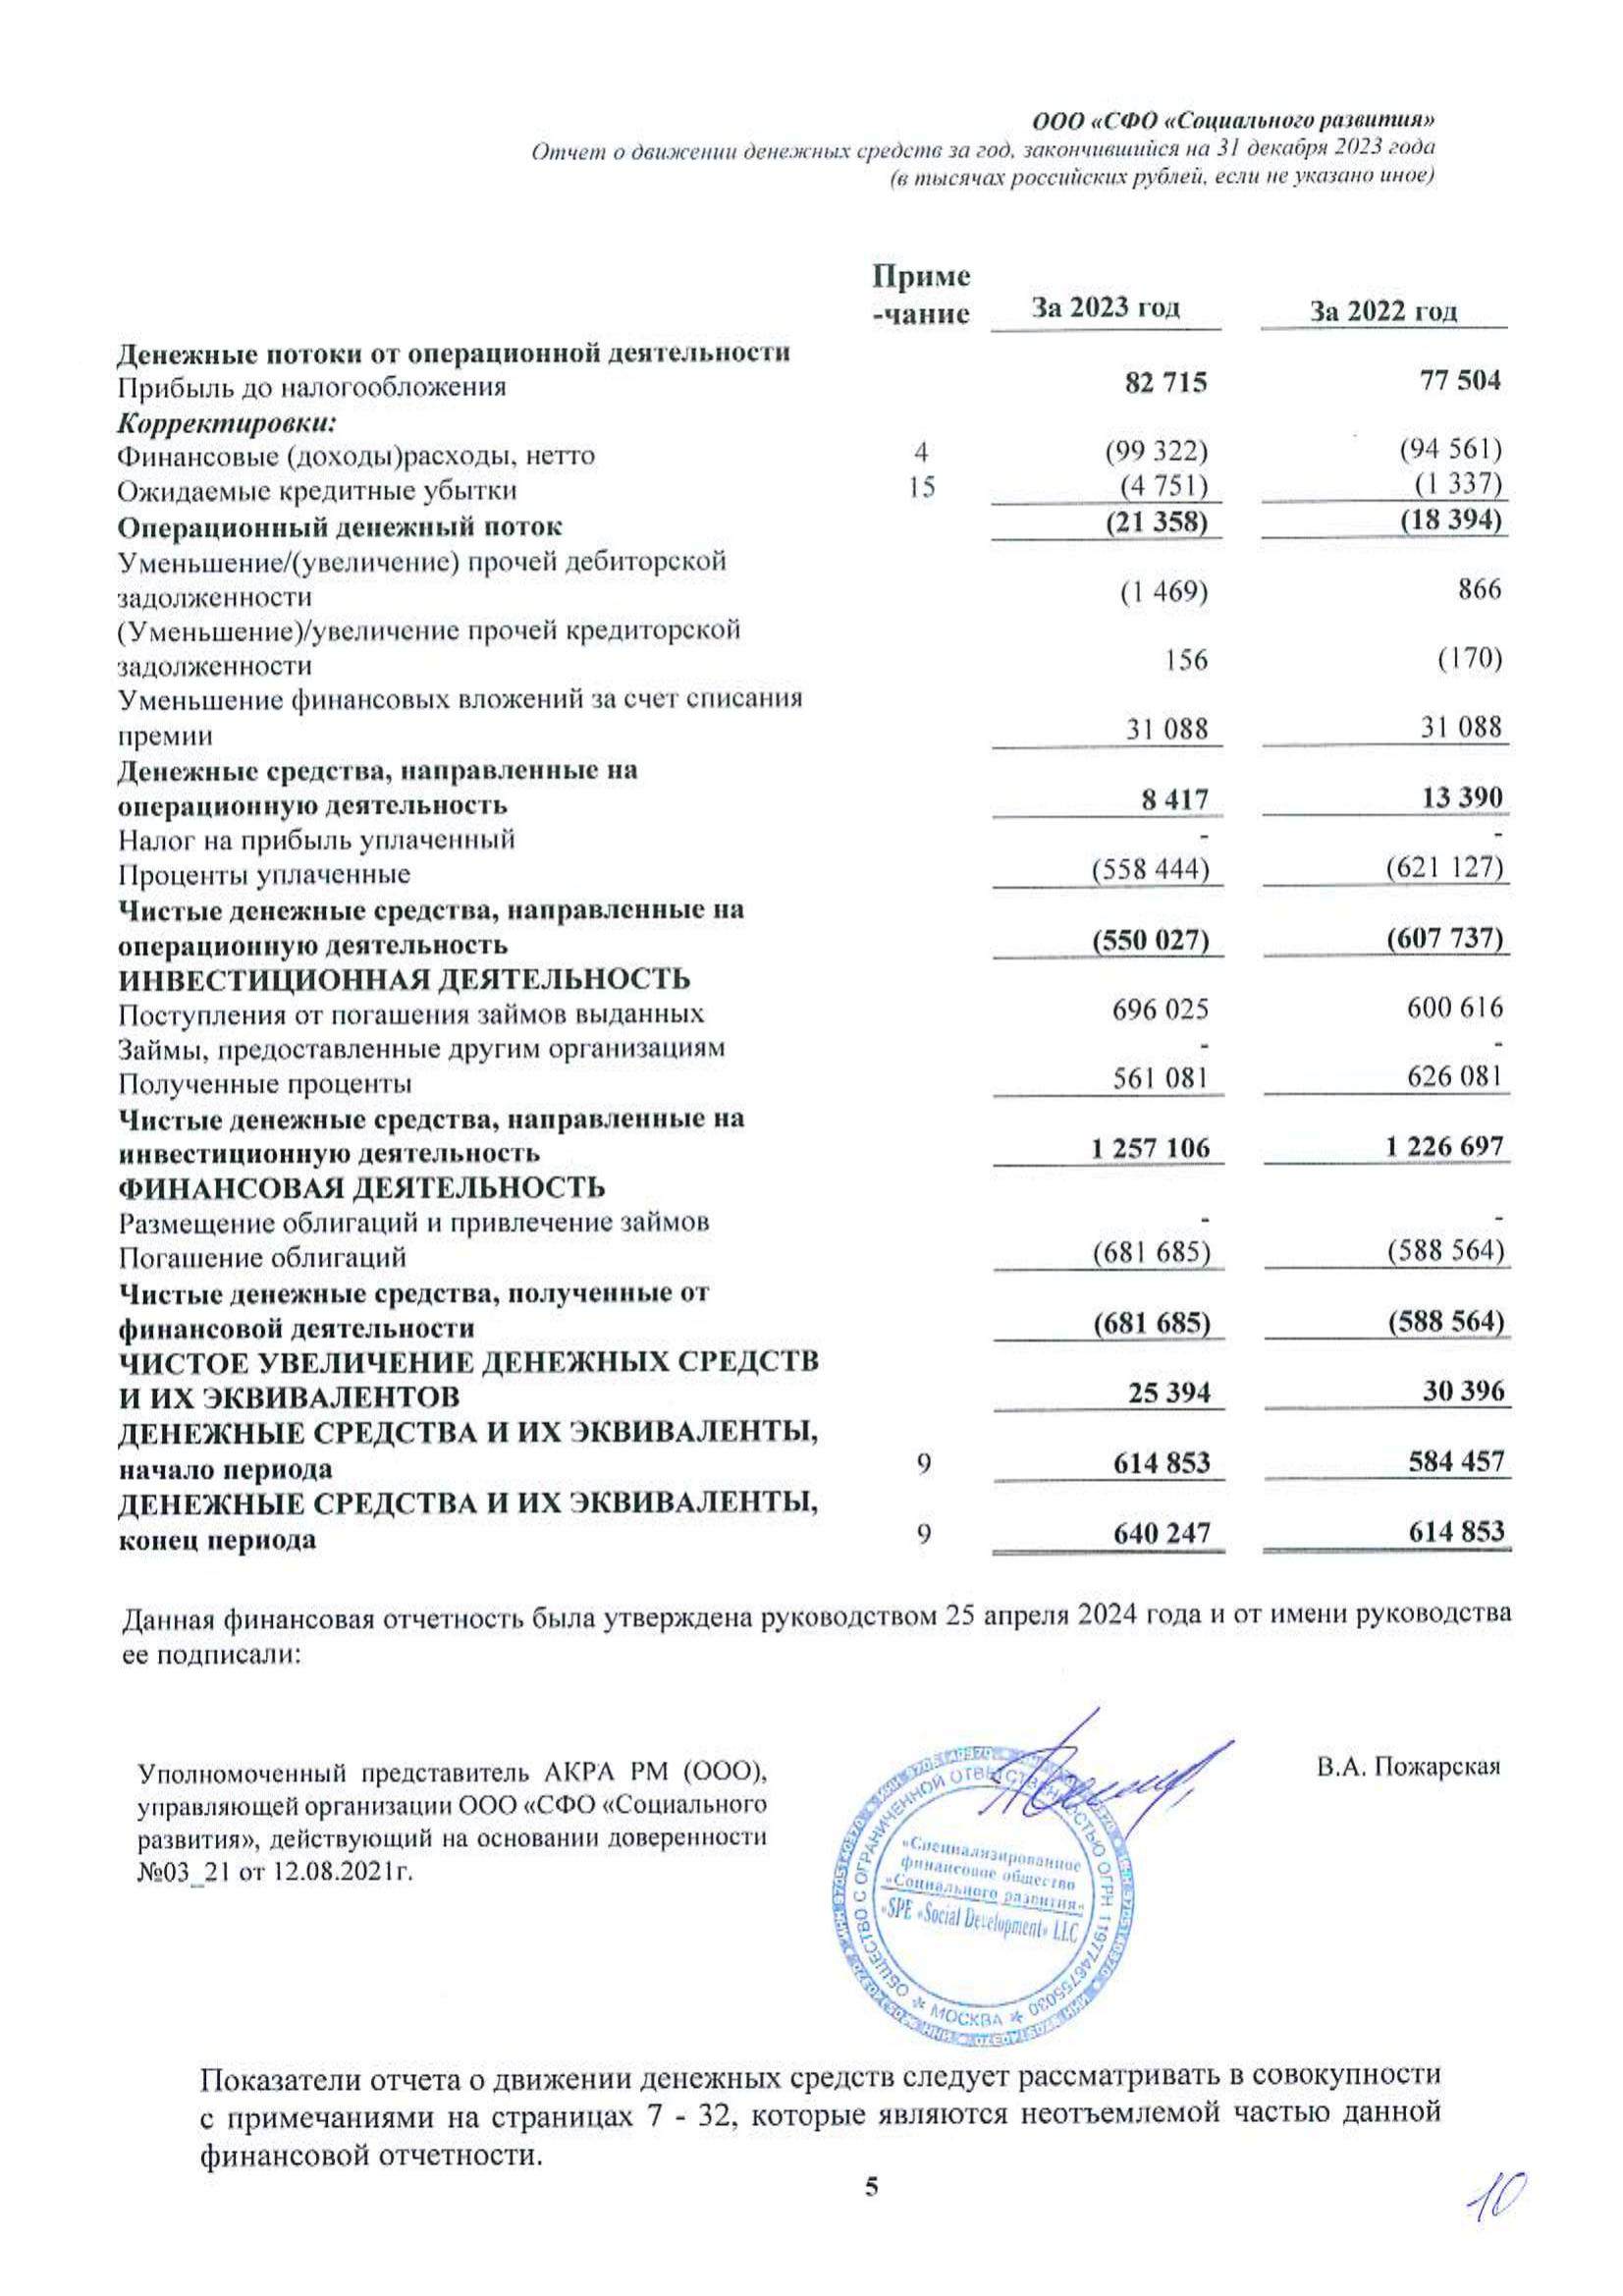 ООО «СФО «Социального развития»
Отчет о движении денежных средств за год, закончившийся на 31 декабря 2023 года
(в тысячах российских рублей, если не указано иное)
Приме
-чание За 2023 год За 2022 год
Денежные потоки от операционной деятельности
Прибыль до налогообложения 82 715 77 504
Корректировки:
Финансовые (доходы)расходы, нетто 4 (99 322) (94 561)
Ожидаемые кредитные убытки 15 (4 751) (1 337)
Операционный денежный поток (21 358) (18 394)
Уменьшение/(увеличение) прочей дебиторской
задолженности (1 469) 866
(Уменьшение)/увеличение прочей кредиторской
задолженности 156 (170)
Уменьшение финансовых вложений за счет списания
премии 31 088 31 088
Денежные средства, направленные на
операционную деятельность 8 417 13 390
Налог на прибыль уплаченный - -
Проценты уплаченные (558 444) (621 127)
Чистые денежные средства, направленные на
операционную деятельность (550 027) (607 737)
ИНВЕСТИЦИОННАЯ ДЕЯТЕЛЬНОСТЬ
Поступления от погашения займов выданных 696 025 600 616
Займы, предоставленные другим организациям - -
Полученные проценты 561 081 626 081
Чистые денежные средства, направленные на
инвестиционную деятельность 1 257 106 1 226 697
ФИНАНСОВАЯ ДЕЯТЕЛЬНОСТЬ
Размещение облигаций и привлечение займов - -
Погашение облигаций (681 685) (588 564)
Чистые денежные средства, полученные от
финансовой деятельности (681 685) (588 564)
ЧИСТОЕ УВЕЛИЧЕНИЕ ДЕНЕЖНЫХ СРЕДСТВ
И ИХ ЭКВИВАЛЕНТОВ 25 394 30 396
ДЕНЕЖНЫЕ СРЕДСТВА И ИХ ЭКВИВАЛЕНТЫ,
начало периода 9 614 853 584 457
ДЕНЕЖНЫЕ СРЕДСТВА И ИХ ЭКВИВАЛЕНТЫ,
конец периода 9 640 247 614 853
Данная финансовая отчетность была утверждена руководством 25 апреля 2024 года и от имени руководства
ее подписали:
Уполномоченный представитель АКРА РМ (ООО),
управляющей организации ООО «СФО «Социального
развития», действующий на основании доверенности
№03_21 от 12.08.2021г.
В.А. Пожарская
ОБЩЕСТВО С ОГРАНИЧЕННОЙ ОТВЕТСТВЕННОСТЬЮ ОГРН 1197746755030
* МОСКВА *
«Специализированное
финансовое общество
«Социального развития»
«SPE «Social Development» LLC
Показатели отчета о движении денежных средств следует рассматривать в совокупности
с примечаниями на страницах 7 - 32, которые являются неотъемлемой частью данной
финансовой отчетности.
5
10